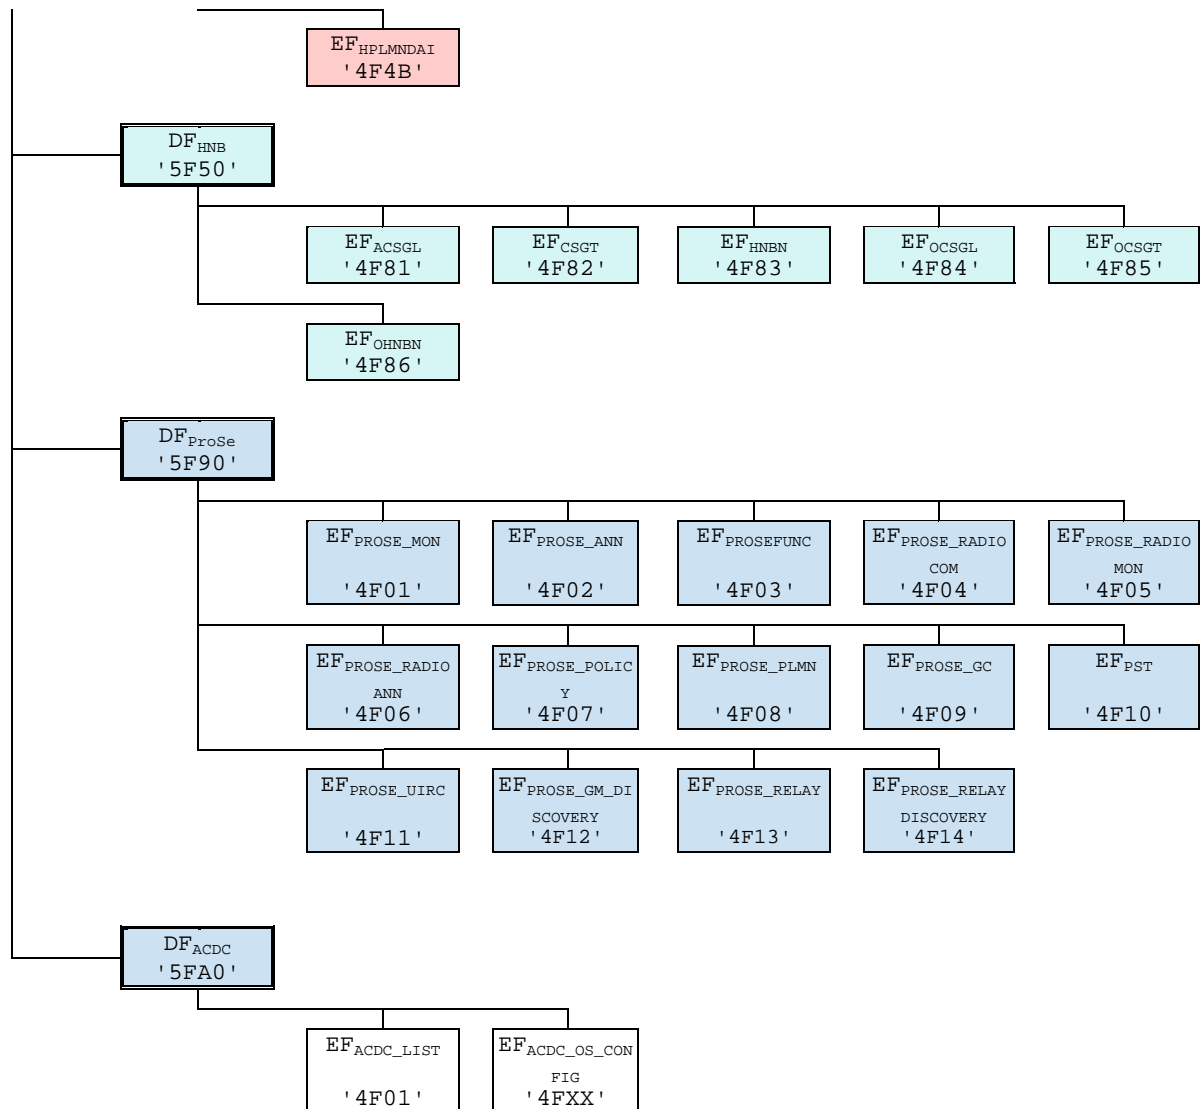 EFHPLMNDAI
'4F4B'
DFHNB
'5F50'
EFACSGL
'4F81'
EFCSGT
'4F82'
EFHNBN
'4F83'
EFOCSGL
'4F84'
EFOCSGT
'4F85'
EFOHNBN
'4F86'
DFProSe
'5F90'
EFPROSE_MON
'4F01'
EFPROSE_ANN
'4F02'
EFPROSEFUNC
'4F03'
EFPROSE_RADIO
COM
'4F04'
EFPROSE_RADIO
MON
'4F05'
EFPROSE_RADIO
ANN
'4F06'
EFPROSE_POLIC
Y
'4F07'
EFPROSE_PLMN
'4F08'
EFPROSE_GC
'4F09'
EFPST
'4F10'
EFPROSE_UIRC
'4F11'
EFPROSE_GM_DI
SCOVERY
'4F12'
EFPROSE_RELAY
'4F13'
EFPROSE_RELAY
DISCOVERY
'4F14'
DFACDC
'5FA0'
EFACDC_LIST
'4F01'
EFACDC_OS_CON
FIG
'4FXX'